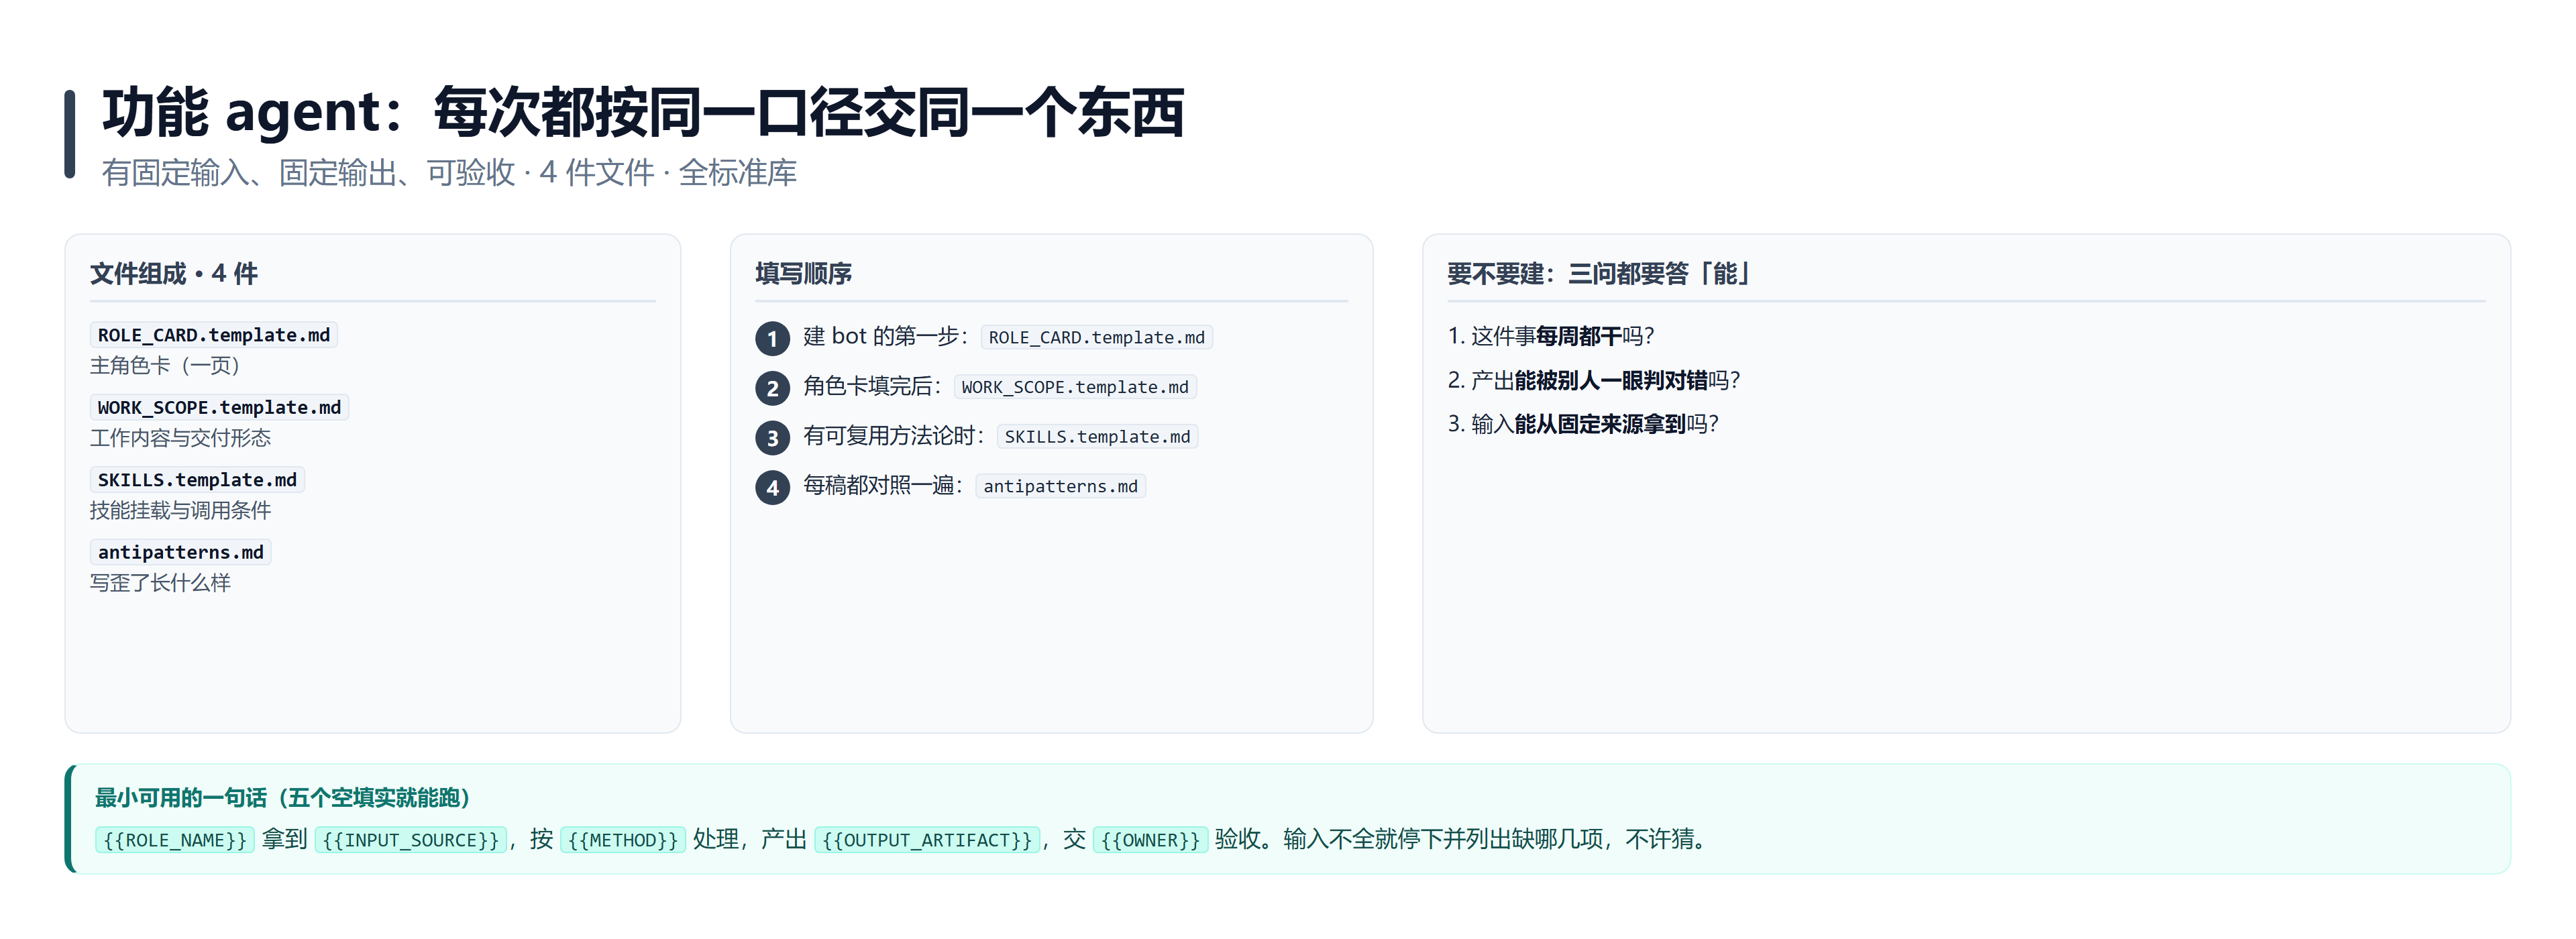 功能 agent：每次都按同一口径交同一个东西
有固定输入、固定输出、可验收 · 4 件文件 · 全标准库
文件组成 • 4 件
ROLE_CARD.template.md
主角色卡（一页）
WORK_SCOPE.template.md
工作内容与交付形态
SKILLS.template.md
技能挂载与调用条件
antipatterns.md
写歪了长什么样
填写顺序
1 建 bot 的第一步： ROLE_CARD.template.md
2 角色卡填完后： WORK_SCOPE.template.md
3 有可复用方法论时： SKILLS.template.md
4 每稿都对照一遍： antipatterns.md
要不要建：三问都要答「能」
1. 这件事每周都干吗？
2. 产出能被别人一眼判对错吗？
3. 输入能从固定来源拿到吗？
最小可用的一句话（五个空填实就能跑）
{{ROLE_NAME}} 拿到 {{INPUT_SOURCE}}，按 {{METHOD}} 处理，产出 {{OUTPUT_ARTIFACT}}，交 {{OWNER}} 验收。输入不全就停下并列出缺哪几项，不许猜。